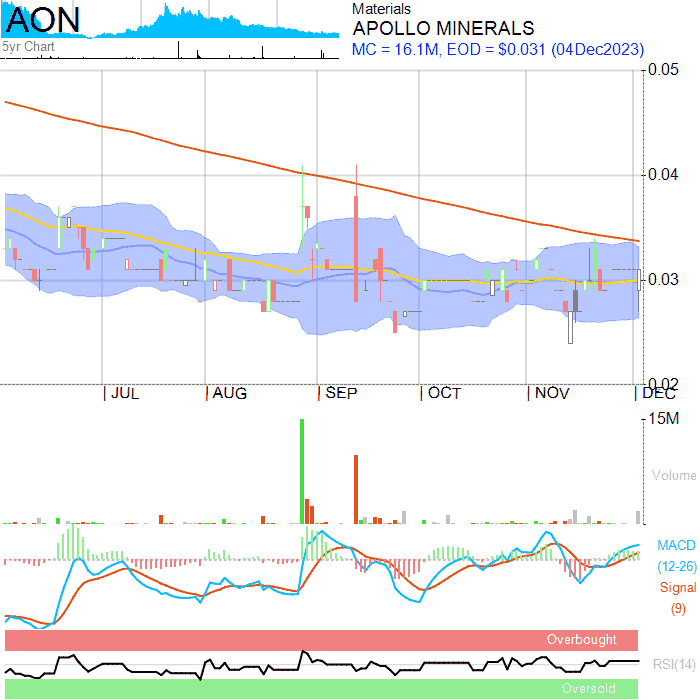 AON
5yr Chart
Materials
APOLLO MINERALS
MC = 16.1M, EOD = $0.031 (04Dec2023)
0.05
0.04
0.03
0.02
JUL AUG SEP OCT NOV DEC
15M
Volume
MACD
(12-26)
Signal
(9)
Overbought
RSI(14)
Oversold